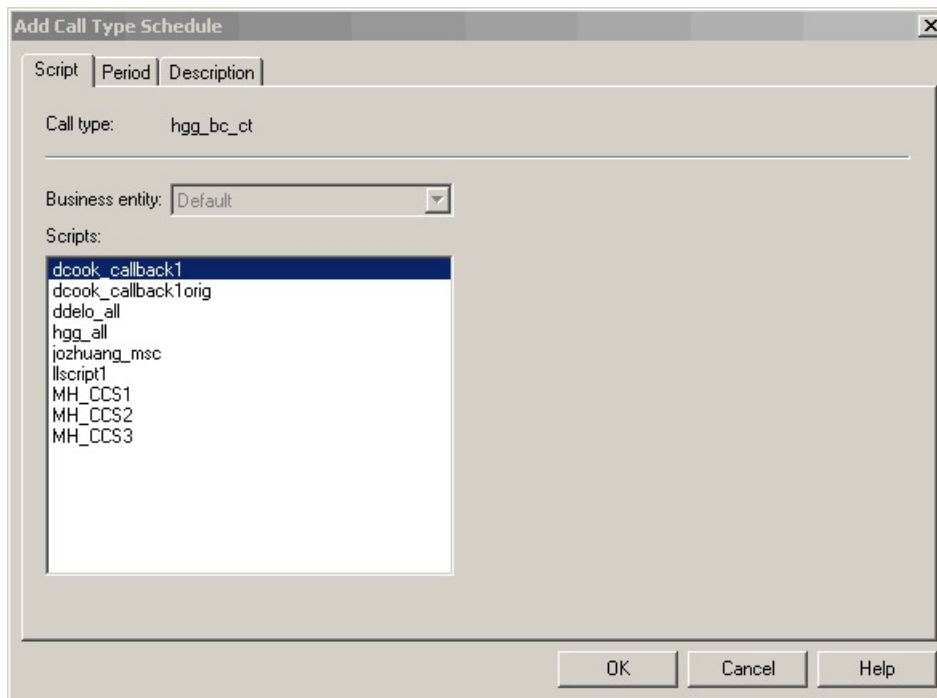 Add Call Type Schedule
Script Period Description
Call type: hgg_bc_ct
Business entity: Default
Scripts:
dcook_callback1
dcook_callback1orig
ddelo_all
hgg_all
jozhuang_msc
llscript1
MH_CCS1
MH_CCS2
MH_CCS3
OK Cancel Help